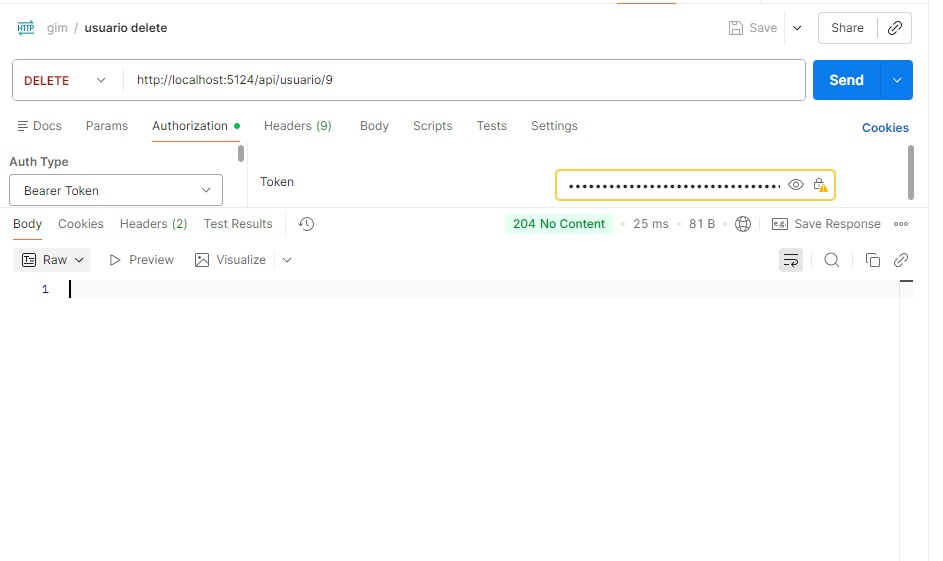 HTTP gim / usuario delete Save Share
DELETE http://localhost:5124/api/usuario/9 Send
Docs Params Authorization Headers (9) Body Scripts Tests Settings Cookies
Auth Type
Bearer Token
Token ••••••••••••••••••••••••••••••••
Body Cookies Headers (2) Test Results 204 No Content • 25 ms • 81 B e.g. Save Response
Raw Preview Visualize
1